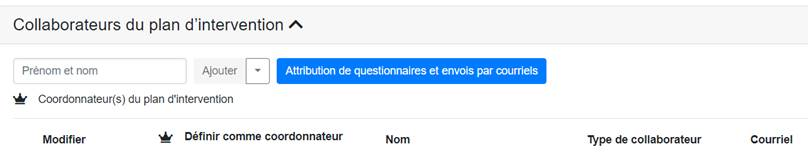 Collaborateurs du plan d'intervention
Prénom et nom Ajouter Attribution de questionnaires et envois par courriels
Coordonnateur(s) du plan d'intervention
Modifier Définir comme coordonnateur Nom Type de collaborateur Courriel